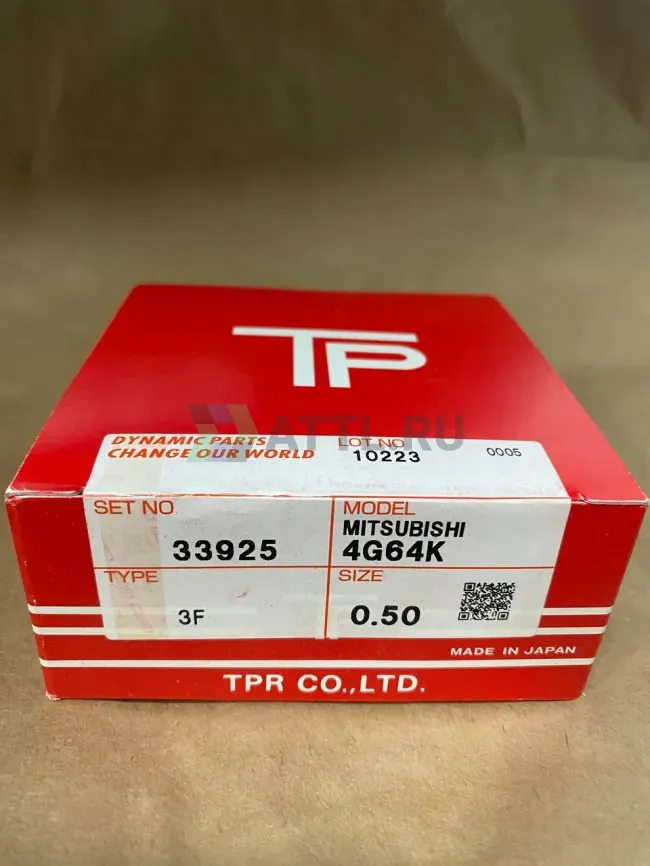 TP
ATTL.RU
DYNAMIC PARTS
CHANGE OUR WORLD
LOT NO
10223
0005
SET NO.
33925
MODEL
MITSUBISHI
4G64K
TYPE
3F
SIZE
0.50
MADE IN JAPAN
TPR CO.,LTD.